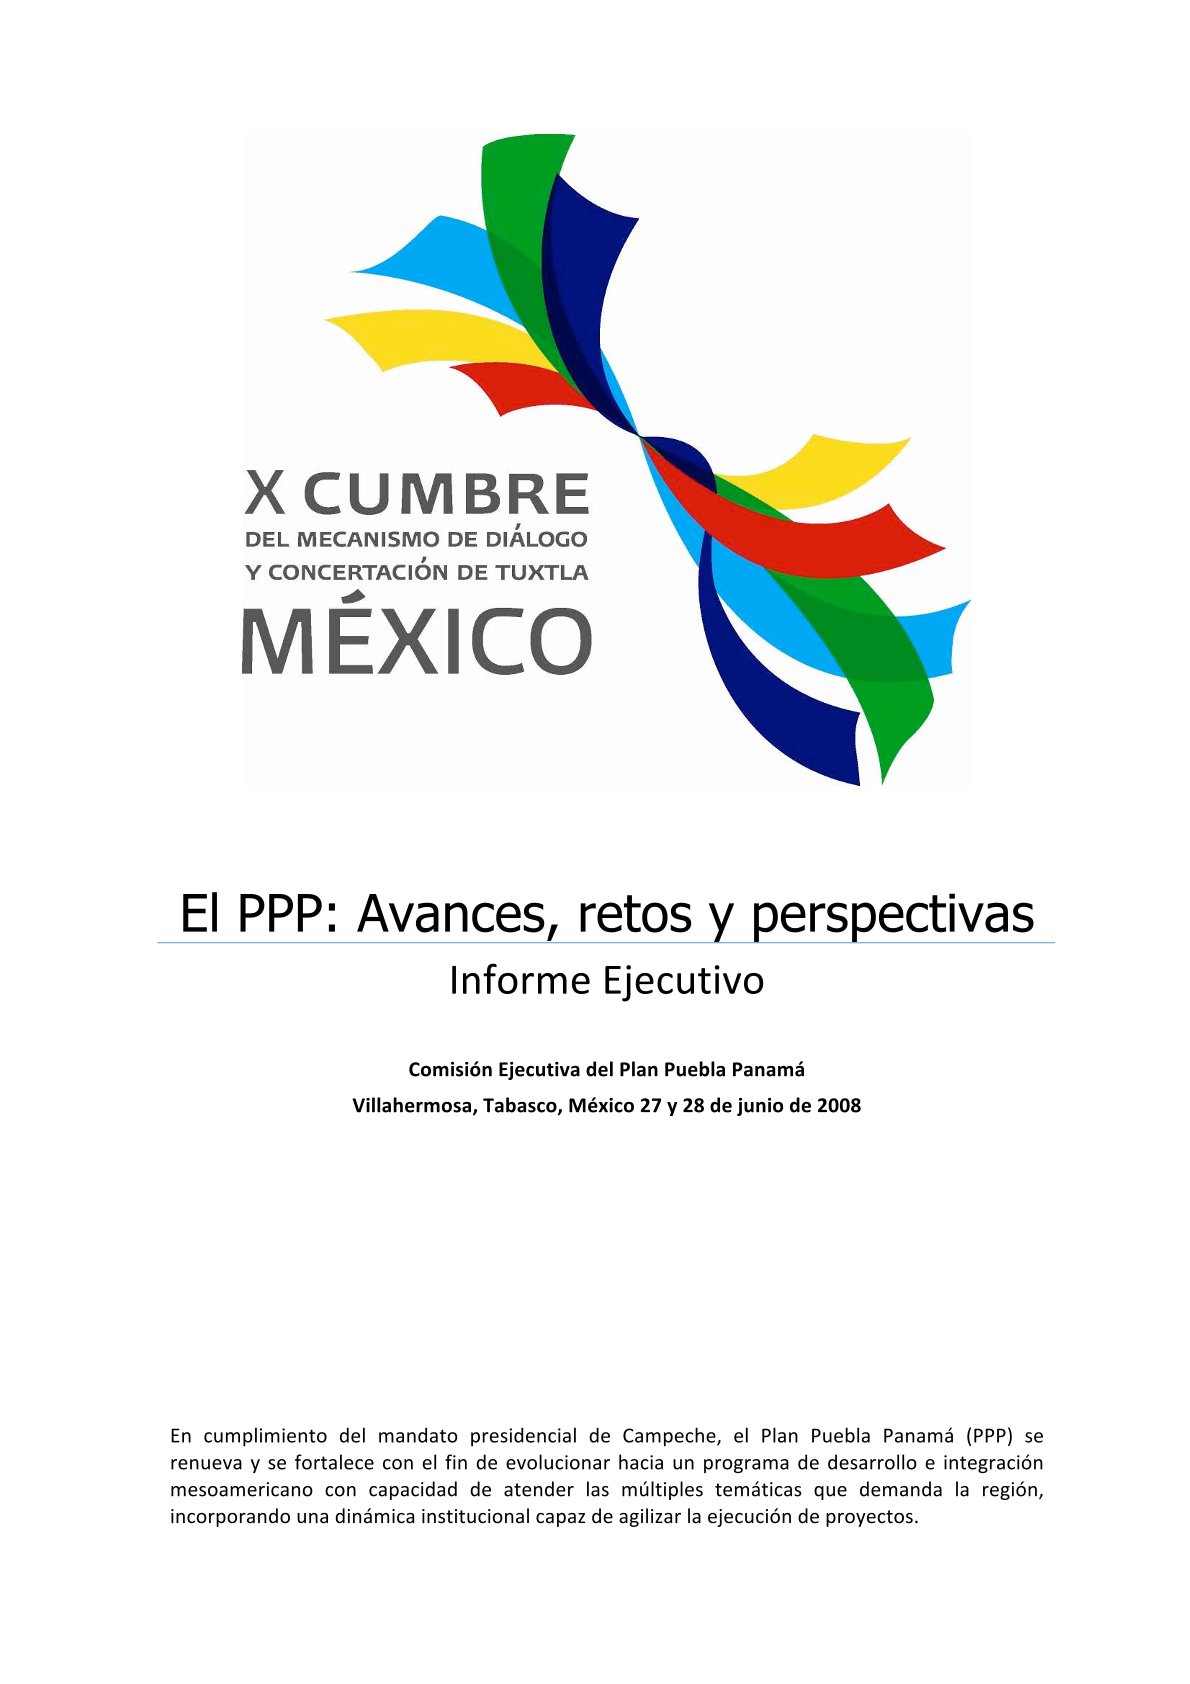 X CUMBRE
DEL MECANISMO DE DIÁLOGO
Y CONCERTACIÓN DE TUXTLA
MÉXICO
El PPP: Avances, retos y perspectivas
Informe Ejecutivo
Comisión Ejecutiva del Plan Puebla Panamá
Villahermosa, Tabasco, México 27 y 28 de junio de 2008
En cumplimiento del mandato presidencial de Campeche, el Plan Puebla Panamá (PPP) se
renueva y se fortalece con el fin de evolucionar hacia un programa de desarrollo e integración
mesoamericano con capacidad de atender las múltiples temáticas que demanda la región,
incorporando una dinámica institucional capaz de agilizar la ejecución de proyectos.